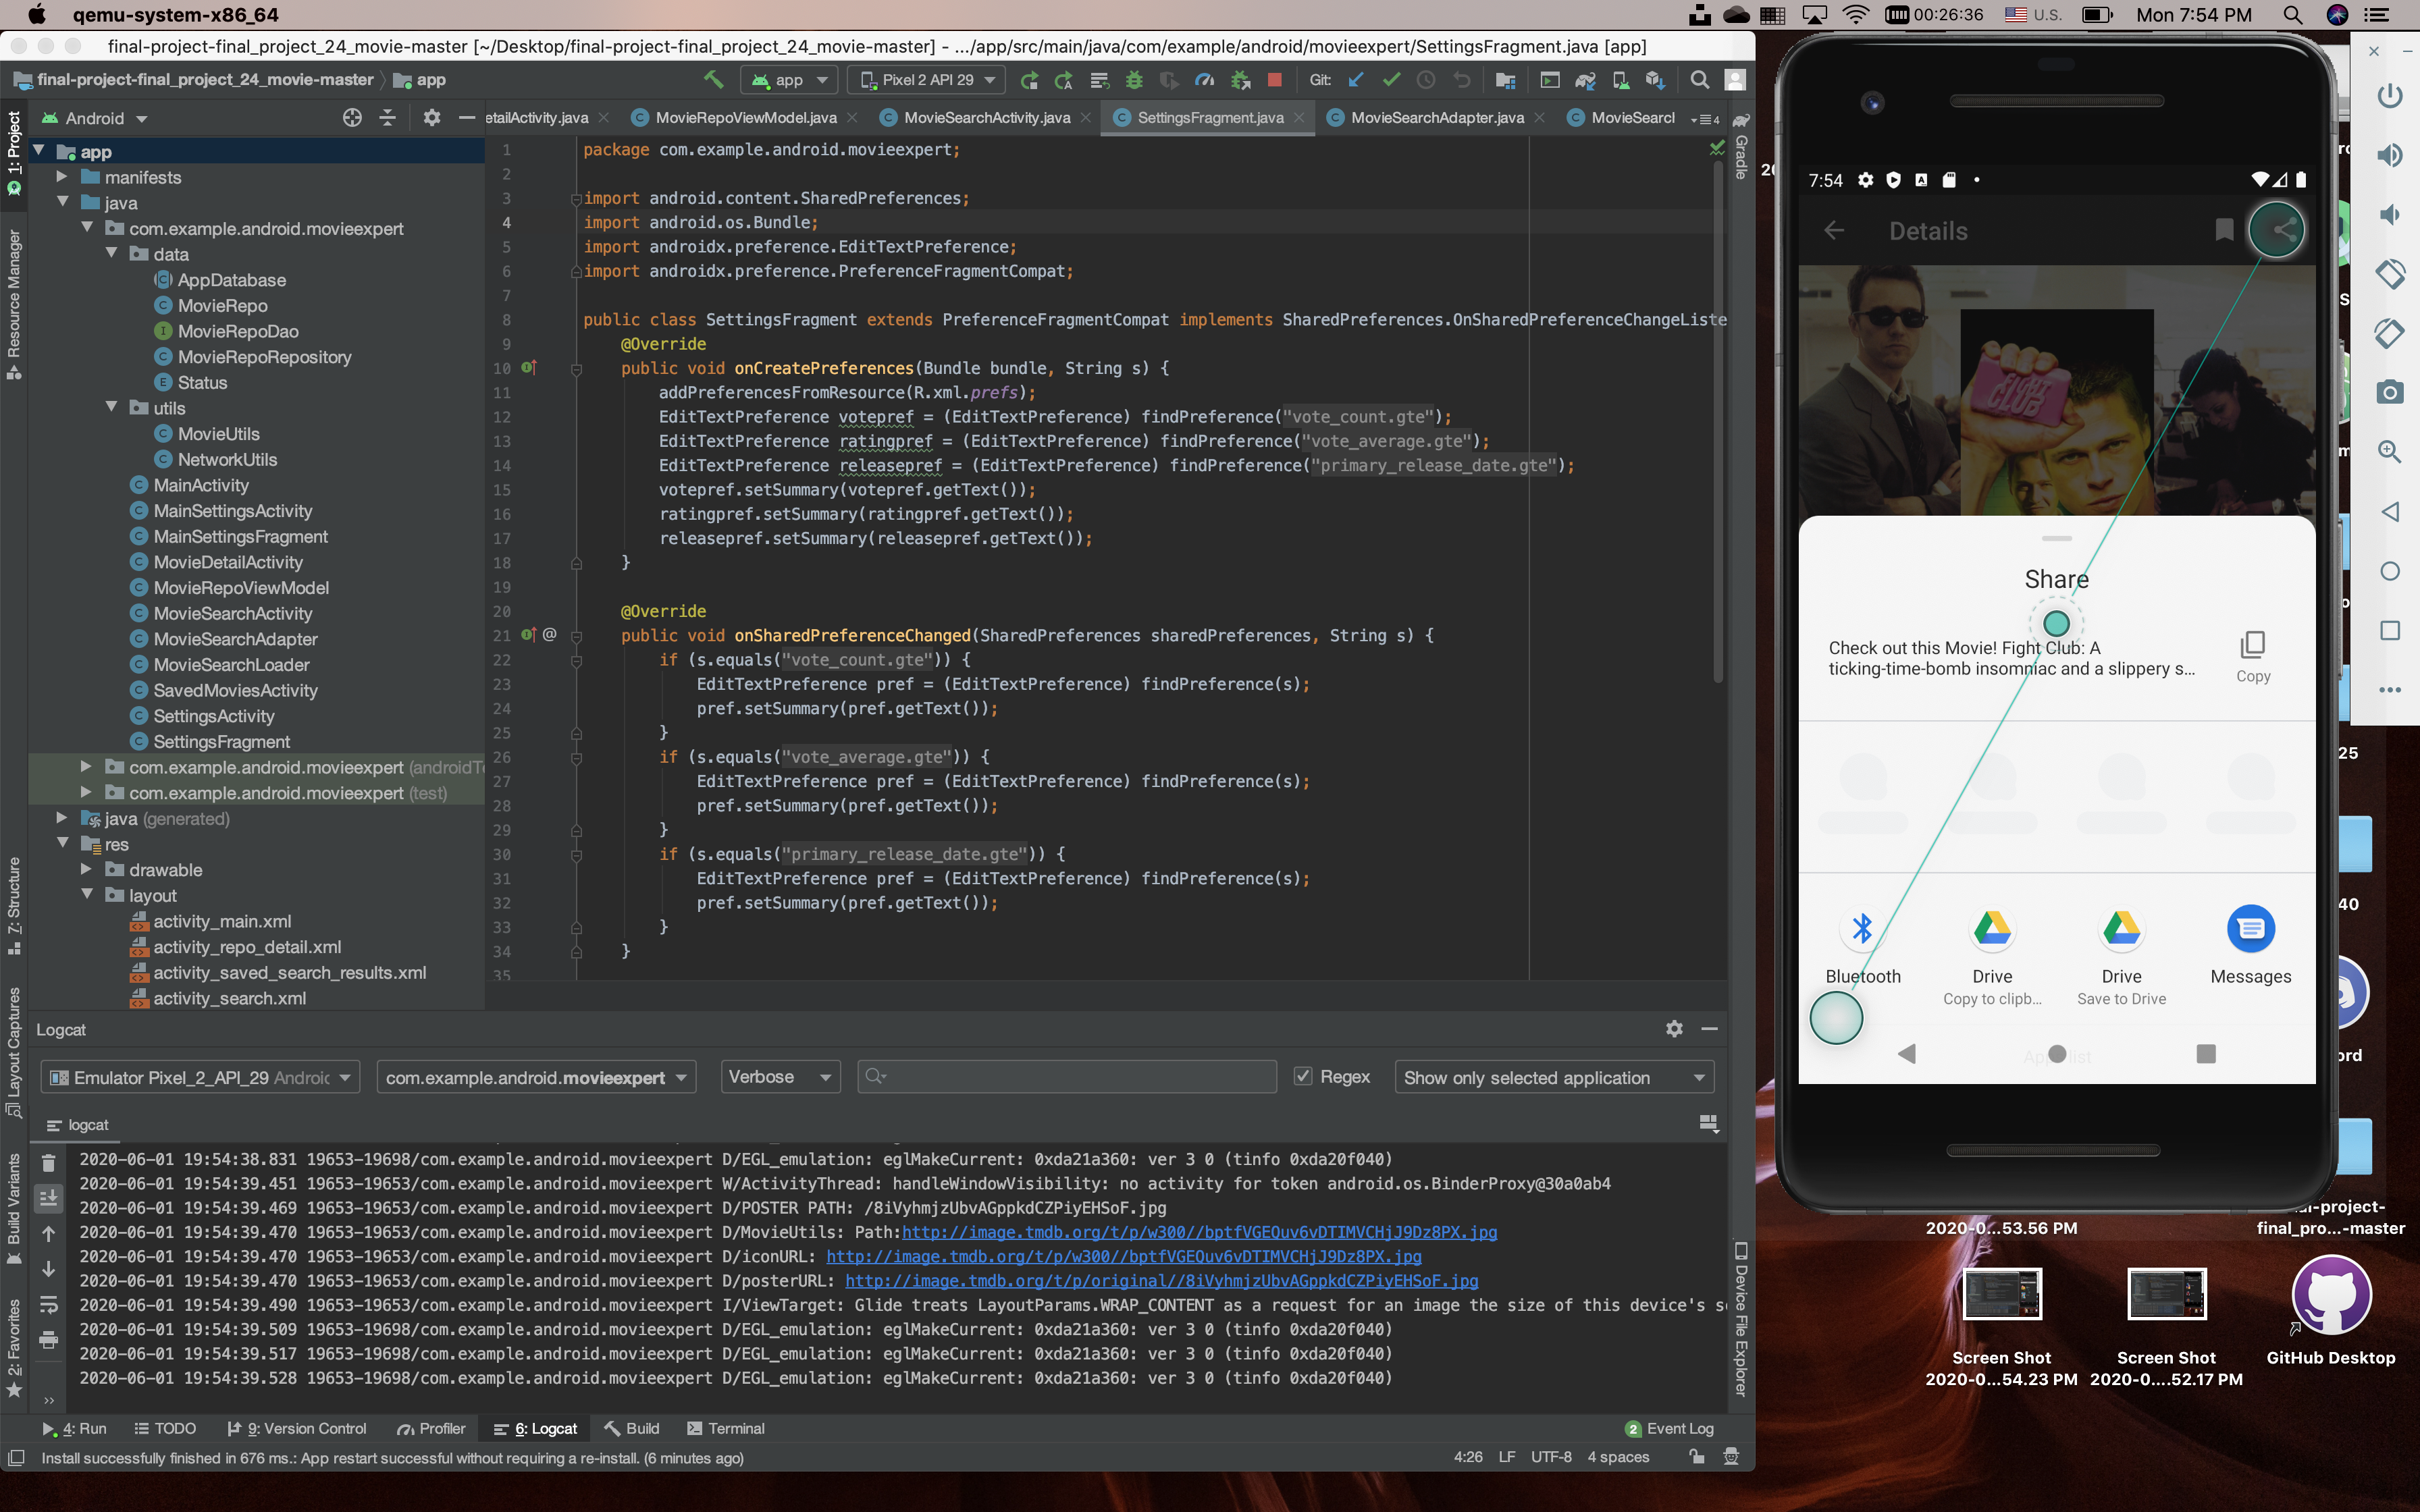 qemu-system-x86_64
00:26:36
U.S.
Mon 7:54 PM
final-project-final_project_24_movie-master [~/Desktop/final-project-final_project_24_movie-master] - .../app/src/main/java/com/example/android/movieexpert/SettingsFragment.java [app]
final-project-final_project_24_movie-master
app
app
Pixel 2 API 29
Git:
Android
etailActivity.java
MovieRepoViewModel.java
MovieSearchActivity.java
SettingsFragment.java
MovieSearchAdapter.java
MovieSearcl
4
1: Project
Resource Manager
7: Structure
Layout Captures
Build Variants
2: Favorites
Gradle
Device File Explorer
app
manifests
java
com.example.android.movieexpert
data
AppDatabase
MovieRepo
MovieRepoDao
MovieRepoRepository
Status
utils
MovieUtils
NetworkUtils
MainActivity
MainSettingsActivity
MainSettingsFragment
MovieDetailActivity
MovieRepoViewModel
MovieSearchActivity
MovieSearchAdapter
MovieSearchLoader
SavedMoviesActivity
SettingsActivity
SettingsFragment
com.example.android.movieexpert (androidTe
com.example.android.movieexpert (test)
java (generated)
res
drawable
layout
activity_main.xml
activity_repo_detail.xml
activity_saved_search_results.xml
activity_search.xml
1 package com.example.android.movieexpert;
2
3 import android.content.SharedPreferences;
4 import android.os.Bundle;
5 import androidx.preference.EditTextPreference;
6 import androidx.preference.PreferenceFragmentCompat;
7
8 public class SettingsFragment extends PreferenceFragmentCompat implements SharedPreferences.OnSharedPreferenceChangeListe
9 @Override
10 public void onCreatePreferences(Bundle bundle, String s) {
11 addPreferencesFromResource(R.xml.prefs);
12 EditTextPreference votepref = (EditTextPreference) findPreference("vote_count.gte");
13 EditTextPreference ratingpref = (EditTextPreference) findPreference("vote_average.gte");
14 EditTextPreference releasepref = (EditTextPreference) findPreference("primary_release_date.gte");
15 votepref.setSummary(votepref.getText());
16 ratingpref.setSummary(ratingpref.getText());
17 releasepref.setSummary(releasepref.getText());
18 }
19
20 @Override
21 @ public void onSharedPreferenceChanged(SharedPreferences sharedPreferences, String s) {
22 if (s.equals("vote_count.gte")) {
23 EditTextPreference pref = (EditTextPreference) findPreference(s);
24 pref.setSummary(pref.getText());
25 }
26 if (s.equals("vote_average.gte")) {
27 EditTextPreference pref = (EditTextPreference) findPreference(s);
28 pref.setSummary(pref.getText());
29 }
30 if (s.equals("primary_release_date.gte")) {
31 EditTextPreference pref = (EditTextPreference) findPreference(s);
32 pref.setSummary(pref.getText());
33 }
34 }
35
Logcat
Emulator Pixel_2_API_29 Android
com.example.android.movieexpert
Verbose
Regex
Show only selected application
logcat
2020-06-01 19:54:38.831 19653-19698/com.example.android.movieexpert D/EGL_emulation: eglMakeCurrent: 0xda21a360: ver 3 0 (tinfo 0xda20f040)
2020-06-01 19:54:39.451 19653-19653/com.example.android.movieexpert W/ActivityThread: handleWindowVisibility: no activity for token android.os.BinderProxy@30a0ab4
2020-06-01 19:54:39.469 19653-19653/com.example.android.movieexpert D/POSTER PATH: /8iVyhmjzUbvAGppkdCZPiyEHSoF.jpg
2020-06-01 19:54:39.470 19653-19653/com.example.android.movieexpert D/MovieUtils: Path:http://image.tmdb.org/t/p/w300//bptfVGEQuv6vDTIMVCHjJ9Dz8PX.jpg
2020-06-01 19:54:39.470 19653-19653/com.example.android.movieexpert D/iconURL: http://image.tmdb.org/t/p/w300//bptfVGEQuv6vDTIMVCHjJ9Dz8PX.jpg
2020-06-01 19:54:39.470 19653-19653/com.example.android.movieexpert D/posterURL: http://image.tmdb.org/t/p/original//8iVyhmjzUbvAGppkdCZPiyEHSoF.jpg
2020-06-01 19:54:39.490 19653-19653/com.example.android.movieexpert I/ViewTarget: Glide treats LayoutParams.WRAP_CONTENT as a request for an image the size of this device's s
2020-06-01 19:54:39.509 19653-19698/com.example.android.movieexpert D/EGL_emulation: eglMakeCurrent: 0xda21a360: ver 3 0 (tinfo 0xda20f040)
2020-06-01 19:54:39.517 19653-19698/com.example.android.movieexpert D/EGL_emulation: eglMakeCurrent: 0xda21a360: ver 3 0 (tinfo 0xda20f040)
2020-06-01 19:54:39.528 19653-19698/com.example.android.movieexpert D/EGL_emulation: eglMakeCurrent: 0xda21a360: ver 3 0 (tinfo 0xda20f040)
4: Run
TODO
9: Version Control
Profiler
6: Logcat
Build
Terminal
2 Event Log
Install successfully finished in 676 ms.: App restart successful without requiring a re-install. (6 minutes ago)
4:26
LF
UTF-8
4 spaces
7:54
Details
FIGHT CLUB
Share
Check out this Movie! Fight Club: A
ticking-time-bomb insomniac and a slippery s...
Copy
Bluetooth
Drive
Copy to clipb...
Drive
Save to Drive
Messages
25
40
ord
2020-0...53.56 PM
al-project-
final_pro...-master
Screen Shot
2020-0...54.23 PM
Screen Shot
2020-0....52.17 PM
GitHub Desktop